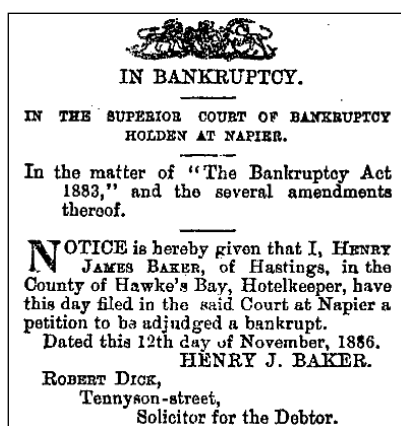 IN BANKRUPTCY.
IN THE SUPERIOR COURT OF BANKRUPTCY
HOLDEN AT NAPIER.
In the matter of "The Bankruptcy Act
1883," and the several amendments
thereof.
NOTICE is hereby given that I, HENRY
JAMES BAKER, of Hastings, in the
County of Hawke's Bay, Hotelkeeper, have
this day filed in the said Court at Napier a
petition to be adjudged a bankrupt.
Dated this 12th day of November, 1886.
HENRY J. BAKER.
ROBERT DICK,
Tennyson-street,
Solicitor for the Debtor.